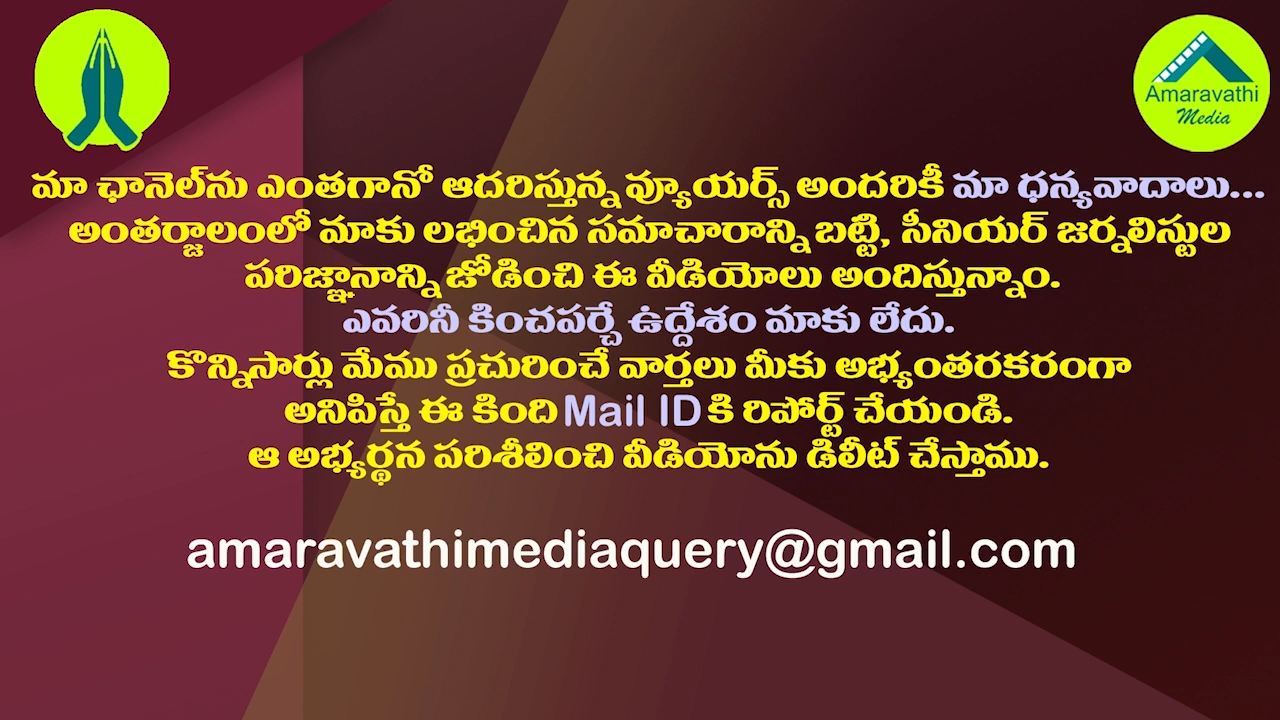 Amaravathi
Media
మా ఛానెల్‌ను ఎంతగానో ఆదరిస్తున్న వ్యూయర్స్ అందరికీ మా ధన్యవాదాలు...
అంతర్జాలంలో మాకు లభించిన సమాచారాన్ని బట్టి, సీనియర్ జర్నలిస్టుల
పరిజ్ఞానాన్ని జోడించి ఈ వీడియోలు అందిస్తున్నాం.
ఎవరినీ కించపర్చే ఉద్దేశం మాకు లేదు.
కొన్నిసార్లు మేము ప్రచురించే వార్తలు మీకు అభ్యంతరకరంగా
అనిపిస్తే ఈ కింది Mail ID కి రిపోర్ట్ చేయండి.
ఆ అభ్యర్థన పరిశీలించి వీడియోను డిలీట్ చేస్తాము.
amaravathimediaquery@gmail.com